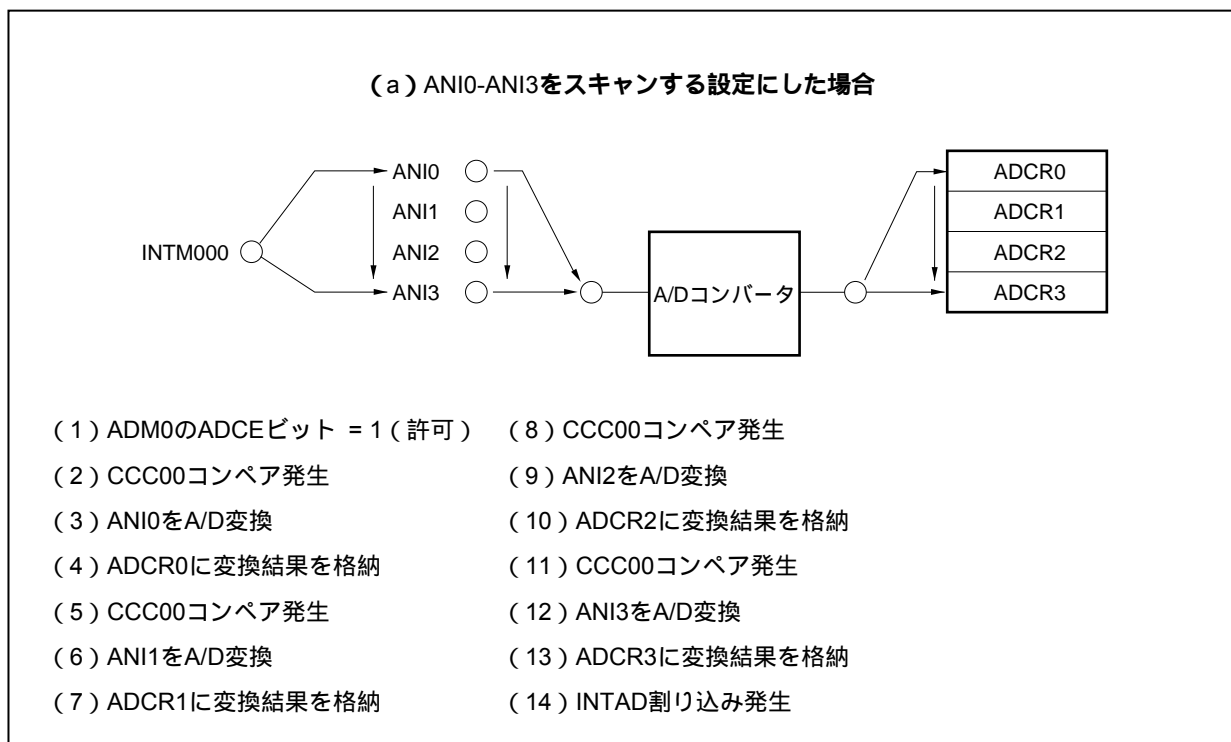 (a)ANI0-ANI3をスキャンする設定にした場合
ANI0
ANI1
ANI2
ANI3
INTM000
A/Dコンバータ
ADCR0
ADCR1
ADCR2
ADCR3
(1)ADM0のADCEビット = 1(許可)
(2)CCC00コンペア発生
(3)ANI0をA/D変換
(4)ADCR0に変換結果を格納
(5)CCC00コンペア発生
(6)ANI1をA/D変換
(7)ADCR1に変換結果を格納
(8)CCC00コンペア発生
(9)ANI2をA/D変換
(10)ADCR2に変換結果を格納
(11)CCC00コンペア発生
(12)ANI3をA/D変換
(13)ADCR3に変換結果を格納
(14)INTAD割り込み発生